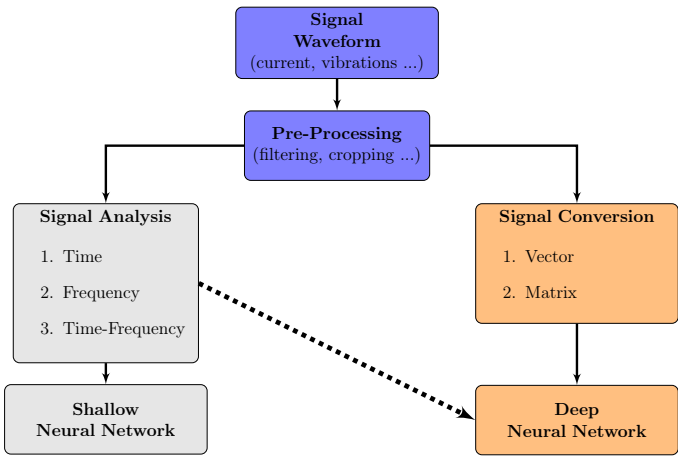 Signal
Waveform
(current, vibrations ...)
Pre-Processing
(filtering, cropping ...)
Signal Analysis
1. Time
2. Frequency
3. Time-Frequency
Signal Conversion
1. Vector
2. Matrix
Shallow
Neural Network
Deep
Neural Network